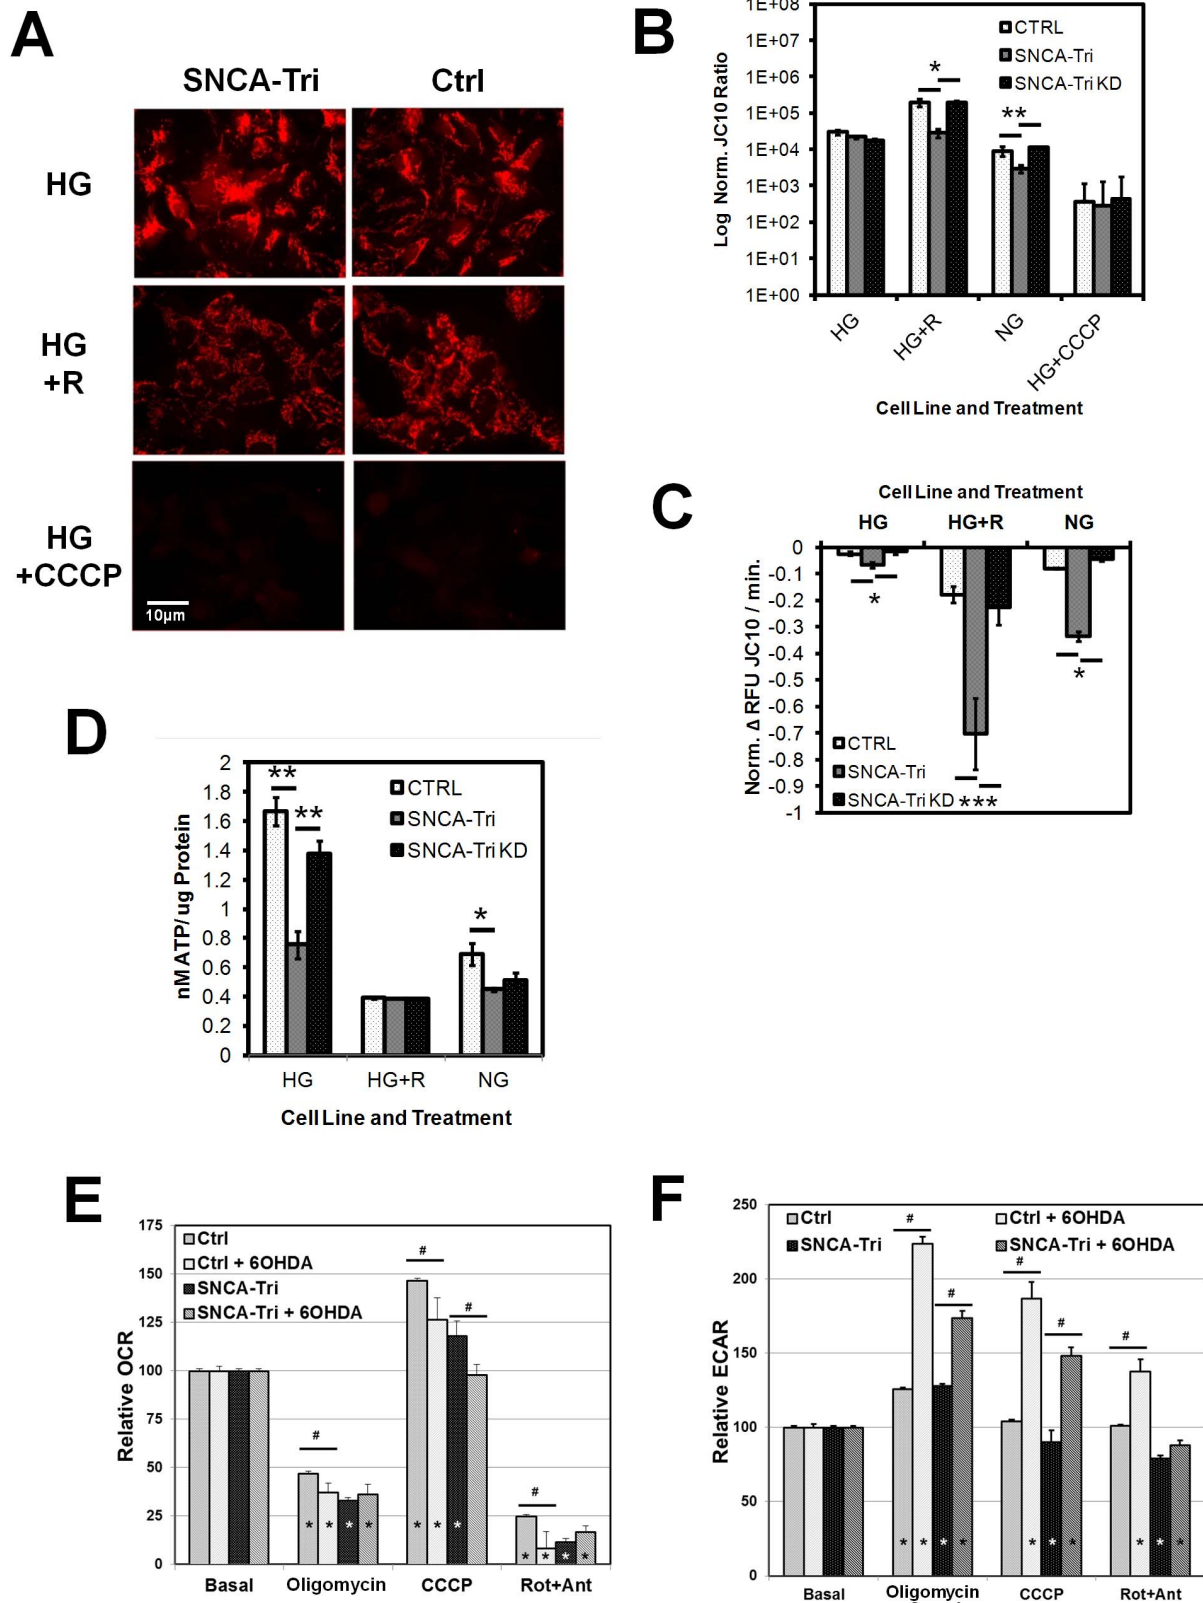 A
SNCA-Tri Ctrl
HG
HG
+R
HG
+CCCP
10µm
B
Log Norm. JC10 Ratio
1E+08
1E+07
1E+06
1E+05
1E+04
1E+03
1E+02
1E+01
1E+00
CTRL
SNCA-Tri
SNCA-Tri KD
*
**
HG HG+R NG HG+CCCP
Cell Line and Treatment
C
Cell Line and Treatment
HG HG+R NG
Norm. Δ RFU JC10 / min.
0
-0.1
-0.2
-0.3
-0.4
-0.5
-0.6
-0.7
-0.8
-0.9
-1
*
*
***
CTRL
SNCA-Tri
SNCA-Tri KD
D
nM ATP/ ug Protein
2
1.8
1.6
1.4
1.2
1
0.8
0.6
0.4
0.2
0
**
**
*
CTRL
SNCA-Tri
SNCA-Tri KD
HG HG+R NG
Cell Line and Treatment
E
Relative OCR
175
150
125
100
75
50
25
0
Ctrl
Ctrl + 6OHDA
SNCA-Tri
SNCA-Tri + 6OHDA
# # # #
* * * * * * * * * * *
Basal Oligomycin CCCP Rot+Ant
F
Relative ECAR
250
200
150
100
50
0
Ctrl Ctrl + 6OHDA
SNCA-Tri SNCA-Tri + 6OHDA
# # # # #
* * * * * * * * * *
Basal Oligomycin CCCP Rot+Ant